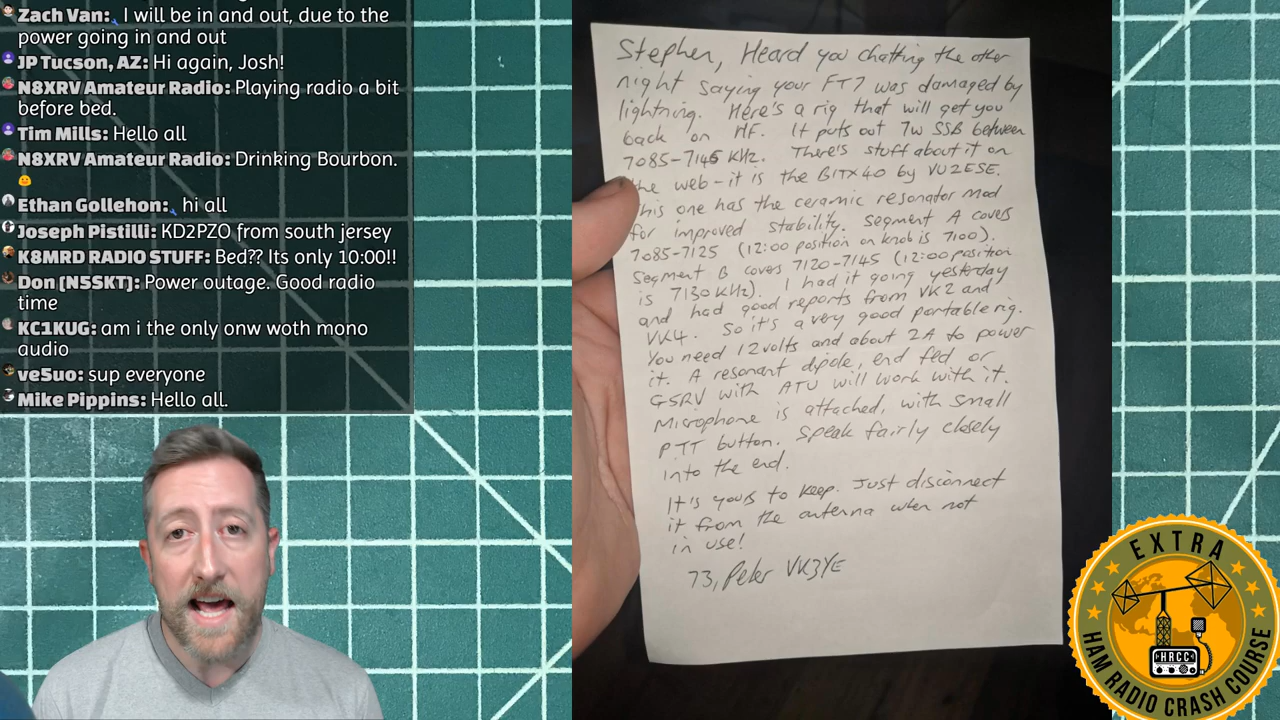 Zach Van: I will be in and out, due to the
power going in and out
JP Tucson, AZ: Hi again, Josh!
N8XRV Amateur Radio: Playing radio a bit
before bed.
Tim Mills: Hello all
N8XRV Amateur Radio: Drinking Bourbon.
Ethan Gollehon: hi all
Joseph Pistilli: KD2PZO from south jersey
K8MRD RADIO STUFF: Bed?? Its only 10:00!!
Don (N5SKT): Power outage. Good radio
time
KC1KUG: am i the only onw woth mono
audio
ve5uo: sup everyone
Mike Pippins: Hello all.
Stephen, Heard you chatting the other
night saying your FT7 was damaged by
lightning. Here's a rig that will get you
back on HF. It puts out 7w SSB between
7085-7145 KHz. There's stuff about it on
the web - it is the BITX40 by VU2ESE.
This one has the ceramic resonator mod
for improved stability. Segment A covers
7085-7125 (12:00 position on knob is 7100).
Segment B covers 7120-7145 (12:00 position
is 7130 KHz). I had it going yesterday
and had good reports from VK2 and
VK4. So it's a very good portable rig.
You need 12 volts and about 2A to power
it. A resonant dipole, end fed or
G5RV with ATU will work with it.
Microphone is attached, with small
PTT button. Speak fairly closely
into the end.
It's yours to keep. Just disconnect
it from the antenna when not
in use!
73, Peter VK3YE
EXTRA
HRCC
HAM RADIO CRASH COURSE